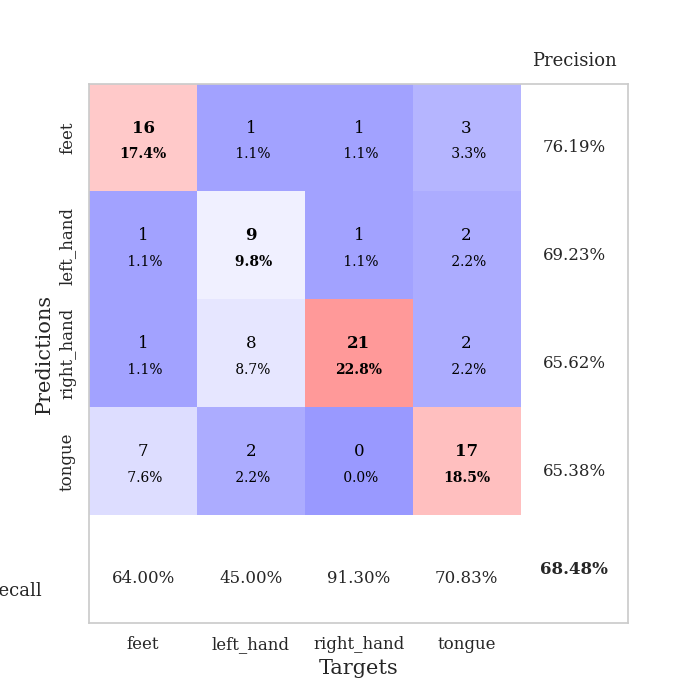 Precision
feet
16 1 1 3
17.4% 1.1% 1.1% 3.3%
76.19%
left_hand
1 9 1 2
1.1% 9.8% 1.1% 2.2%
69.23%
Predictions
right_hand
1 8 21 2
1.1% 8.7% 22.8% 2.2%
65.62%
tongue
7 2 0 17
7.6% 2.2% 0.0% 18.5%
65.38%
ecall
64.00% 45.00% 91.30% 70.83% 68.48%
feet left_hand right_hand tongue
Targets